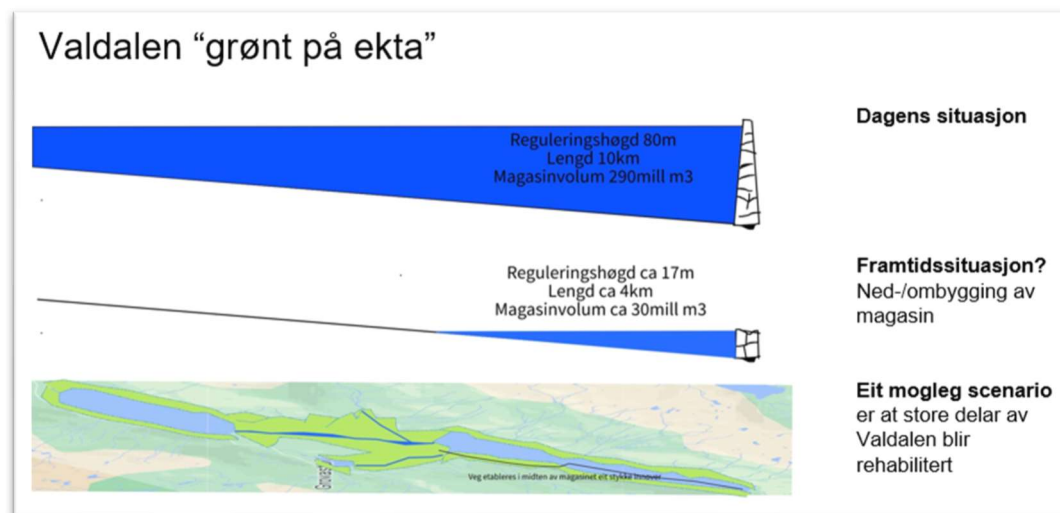 Valdalen “grønt på ekta”
Dagens situasjon
Reguleringshøgd 80m
Lengd 10km
Magasinvolum 290mill m3
Framtidssituasjon?
Ned-/ombygging av
magasin
Reguleringshøgd ca 17m
Lengd ca 4km
Magasinvolum ca 30mill m3
Eit mogleg scenario
er at store delar av
Valdalen blir
rehabilitert
Veg etableres i midten av magasinet eit stykke innover